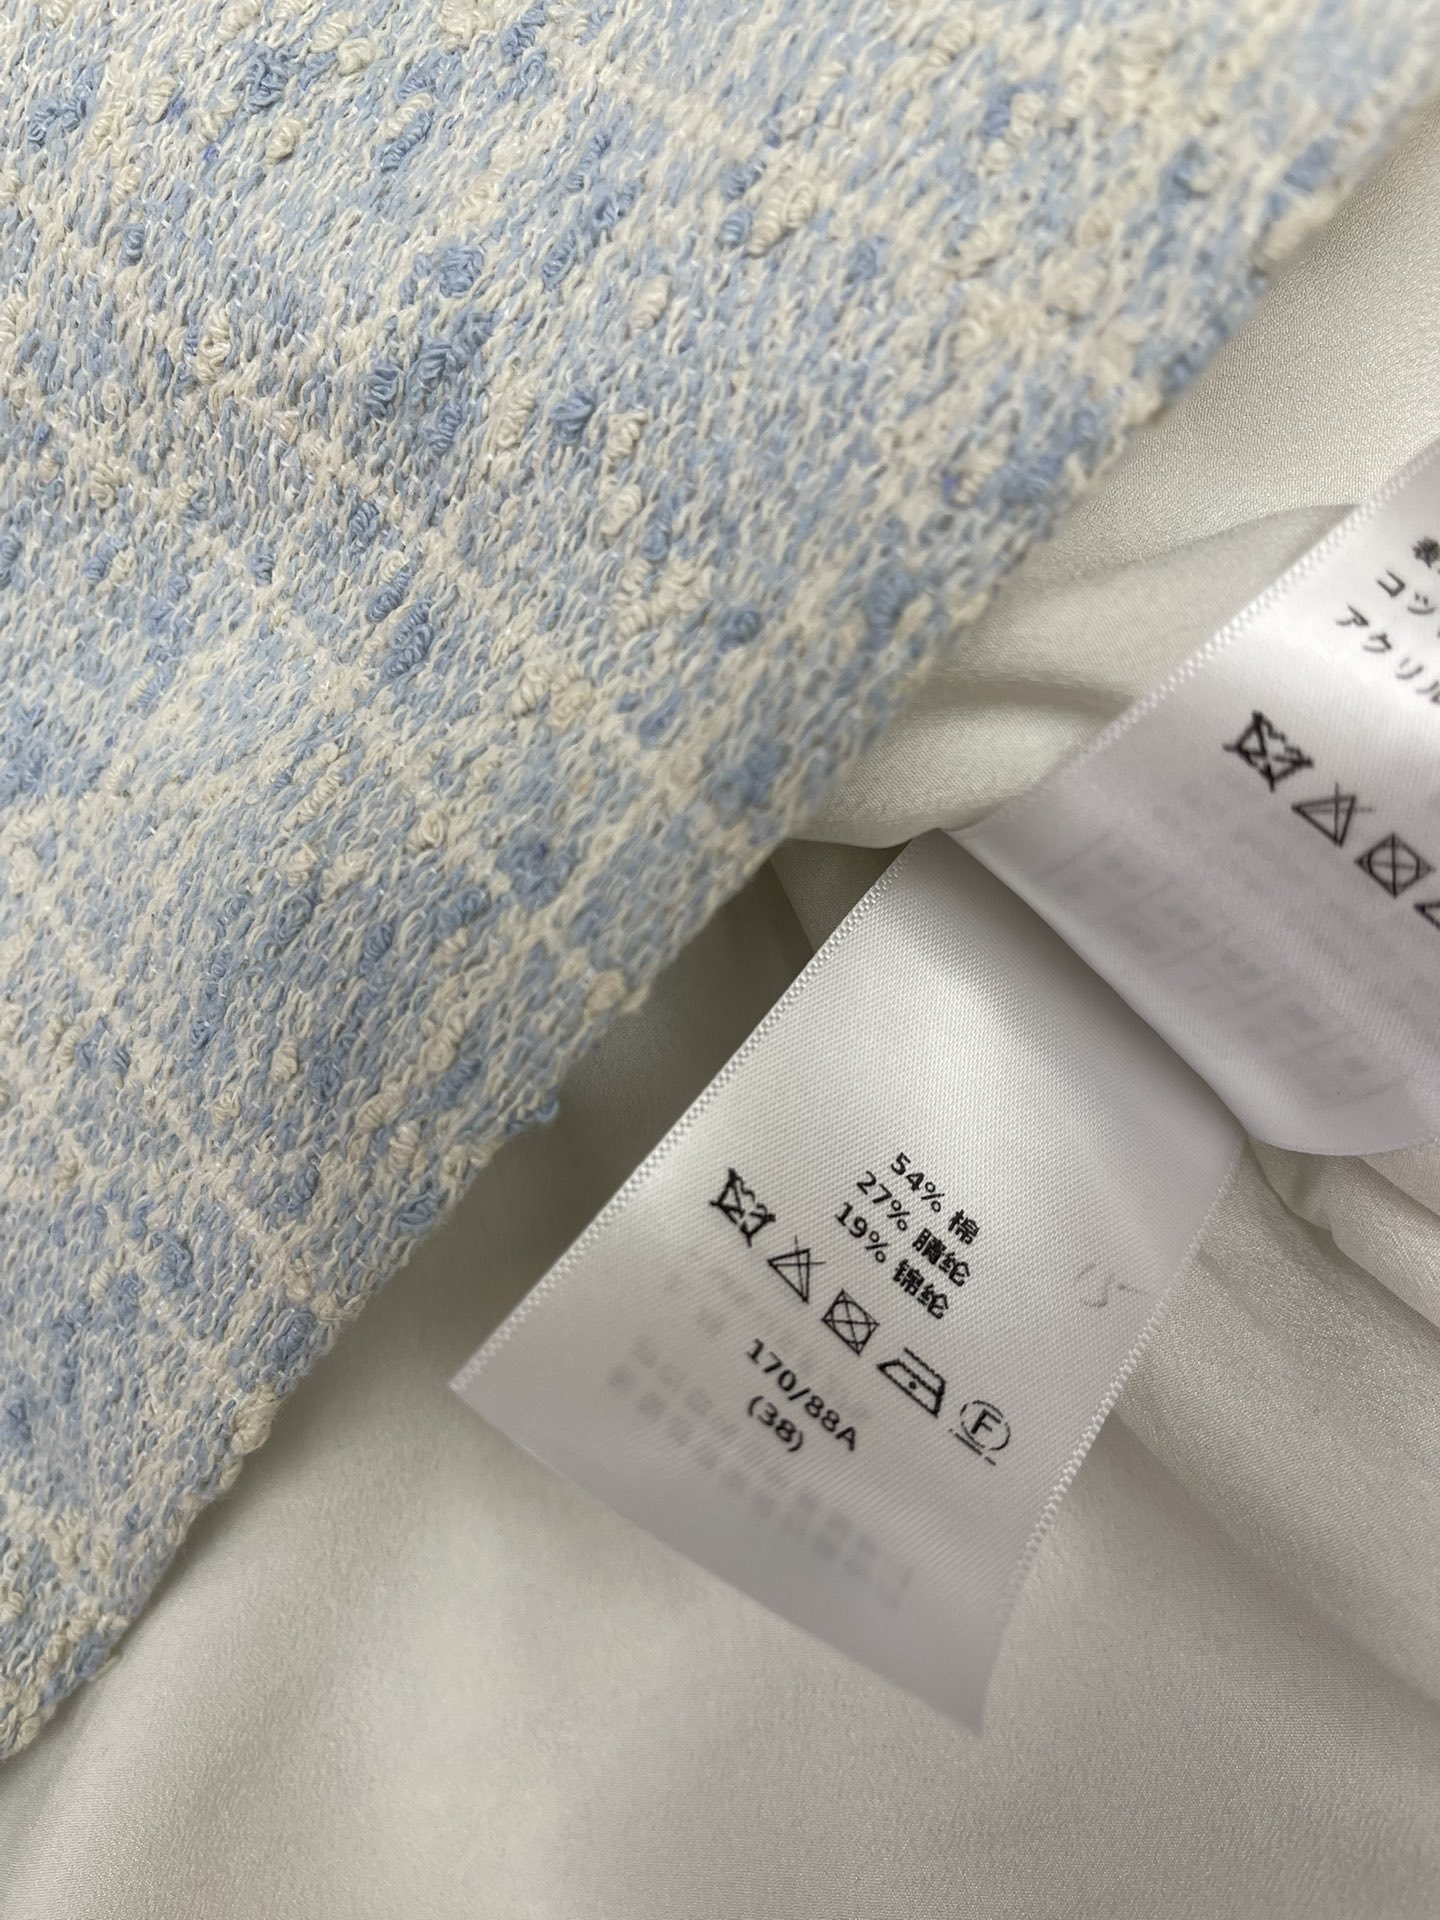 コッ
アクリル
54% 棉
27% 腈纶
19% 锦纶
F
170/88A
(38)